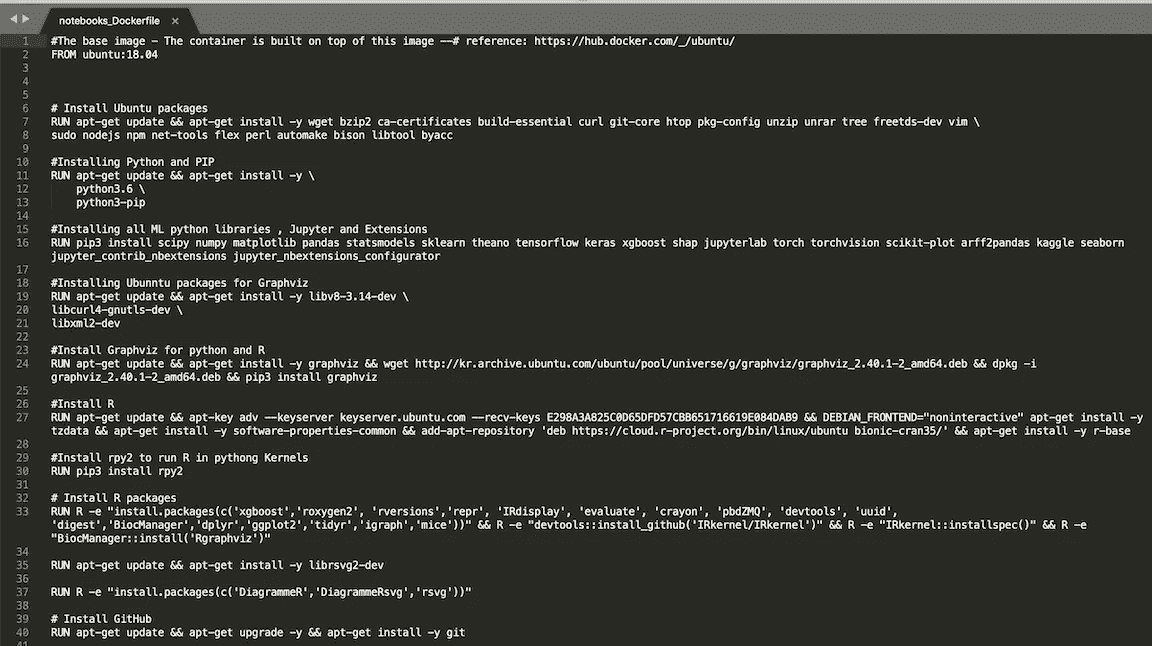 notebooks_Dockerfile ×
1 #The base image - The container is built on top of this image --# reference: https://hub.docker.com/_/ubuntu/
2 FROM ubuntu:18.04
3
4
5
6 # Install Ubuntu packages
7 RUN apt-get update && apt-get install -y wget bzip2 ca-certificates build-essential curl git-core htop pkg-config unzip unrar tree freetds-dev vim \
8 sudo nodejs npm net-tools flex perl automake bison libtool byacc
9
10 #Installing Python and PIP
11 RUN apt-get update && apt-get install -y \
12 python3.6 \
13 python3-pip
14
15 #Installing all ML python libraries , Jupyter and Extensions
16 RUN pip3 install scipy numpy matplotlib pandas statsmodels sklearn theano tensorflow keras xgboost shap jupyterlab torch torchvision scikit-plot arff2pandas kaggle seaborn
jupyter_contrib_nbextensions jupyter_nbextensions_configurator
17
18 #Installing Ubunntu packages for Graphviz
19 RUN apt-get update && apt-get install -y libv8-3.14-dev \
20 libcurl4-gnutls-dev \
21 libxml2-dev
22
23 #Install Graphviz for python and R
24 RUN apt-get update && apt-get install -y graphviz && wget http://kr.archive.ubuntu.com/ubuntu/pool/universe/g/graphviz/graphviz_2.40.1-2_amd64.deb && dpkg -i
graphviz_2.40.1-2_amd64.deb && pip3 install graphviz
25
26 #Install R
27 RUN apt-get update && apt-key adv --keyserver keyserver.ubuntu.com --recv-keys E298A3A825C0D65DFD57CBB651716619E084DAB9 && DEBIAN_FRONTEND="noninteractive" apt-get install -y
tzdata && apt-get install -y software-properties-common && add-apt-repository 'deb https://cloud.r-project.org/bin/linux/ubuntu bionic-cran35/' && apt-get install -y r-base
28
29 #Install rpy2 to run R in pythong Kernels
30 RUN pip3 install rpy2
31
32 # Install R packages
33 RUN R -e "install.packages(c('xgboost','roxygen2', 'rversions','repr', 'IRdisplay', 'evaluate', 'crayon', 'pbdZMQ', 'devtools', 'uuid',
'digest','BiocManager','dplyr','ggplot2','tidyr','igraph','mice'))" && R -e "devtools::install_github('IRkernel/IRkernel')" && R -e "IRkernel::installspec()" && R -e
"BiocManager::install('Rgraphviz')"
34
35 RUN apt-get update && apt-get install -y librsvg2-dev
36
37 RUN R -e "install.packages(c('DiagrammeR','DiagrammeRsvg','rsvg'))"
38
39 # Install GitHub
40 RUN apt-get update && apt-get upgrade -y && apt-get install -y git
41